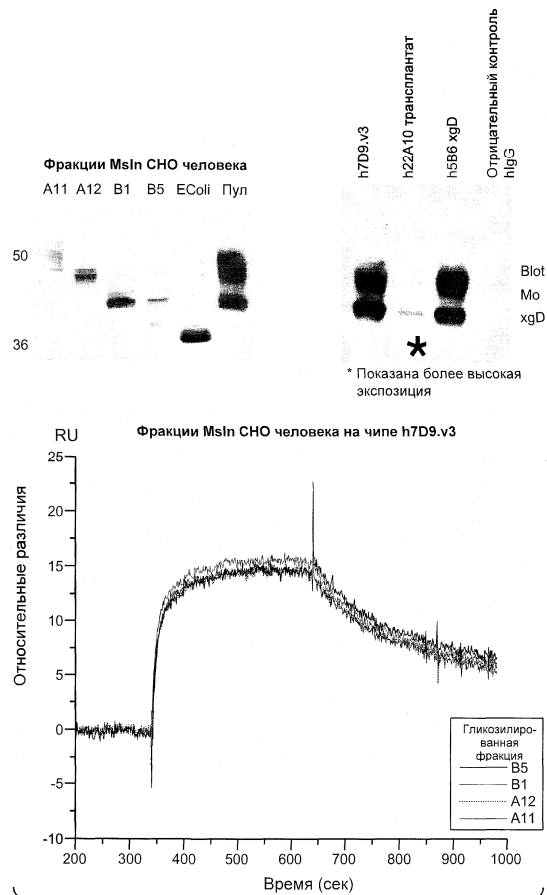 h7D9.v3
h22A10 трансплантат
h5B6 xgD
Отрицательный контроль
hIgG
Фракции MsIn CHO человека
A11 A12 B1 B5 EColi Пул
50
36
Blot
Mo
xgD
*
* Показана более высокая
экспозиция
RU
Фракции MsIn CHO человека на чипе h7D9.v3
Относительные различия
25
20
15
10
5
0
-5
-10
200 300 400 500 600 700 800 900 1000
Время (сек)
Гликозилиро-
ванная
фракция
B5
B1
A12
A11